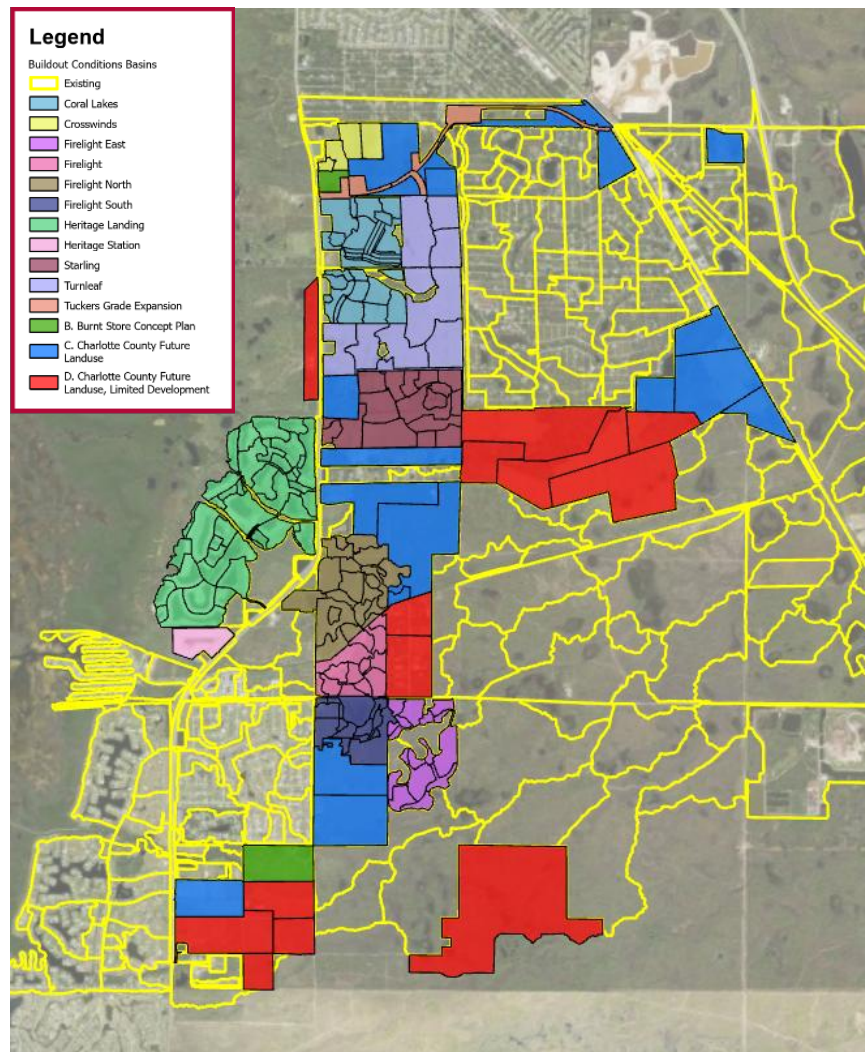 Legend
Buildout Conditions Basins
Existing
Coral Lakes
Crosswinds
Firelight East
Firelight
Firelight North
Firelight South
Heritage Landing
Heritage Station
Starling
Turnleaf
Tuckers Grade Expansion
B. Burnt Store Concept Plan
C. Charlotte County Future
Landuse
D. Charlotte County Future
Landuse, Limited Development